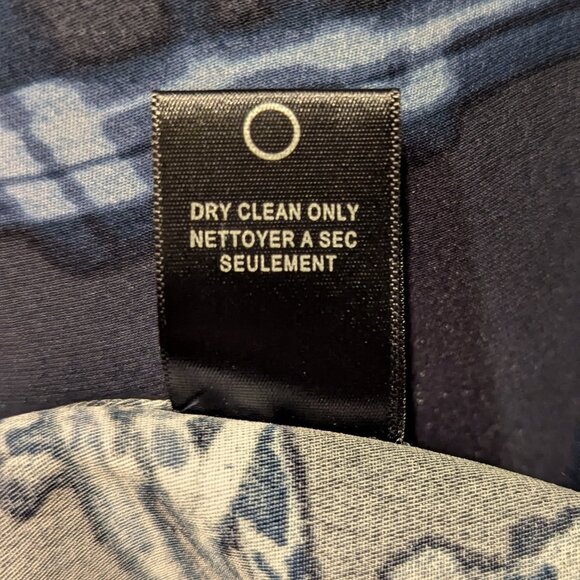 DRY CLEAN ONLY
NETTOYER A SEC
SEULEMENT